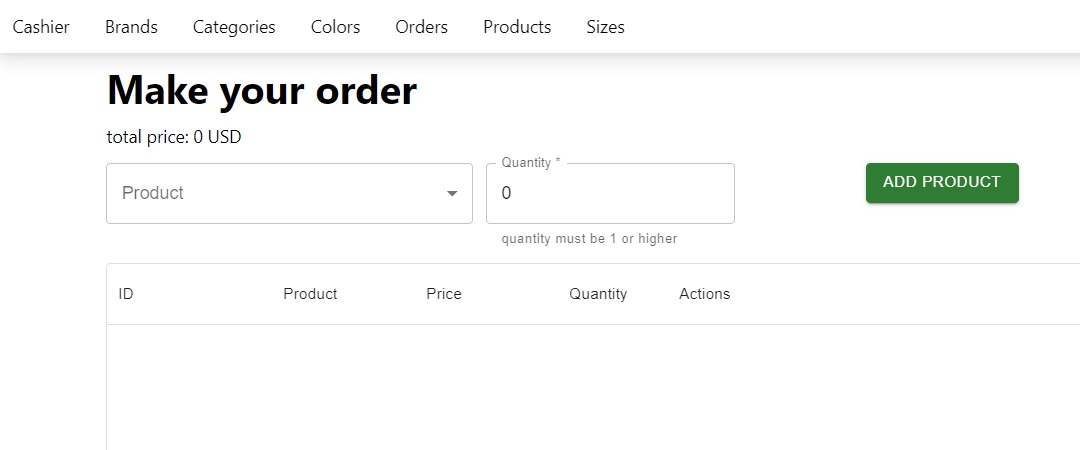 Cashier Brands Categories Colors Orders Products Sizes
Make your order
total price: 0 USD
Quantity *
Product 0 ADD PRODUCT
quantity must be 1 or higher
ID Product Price Quantity Actions